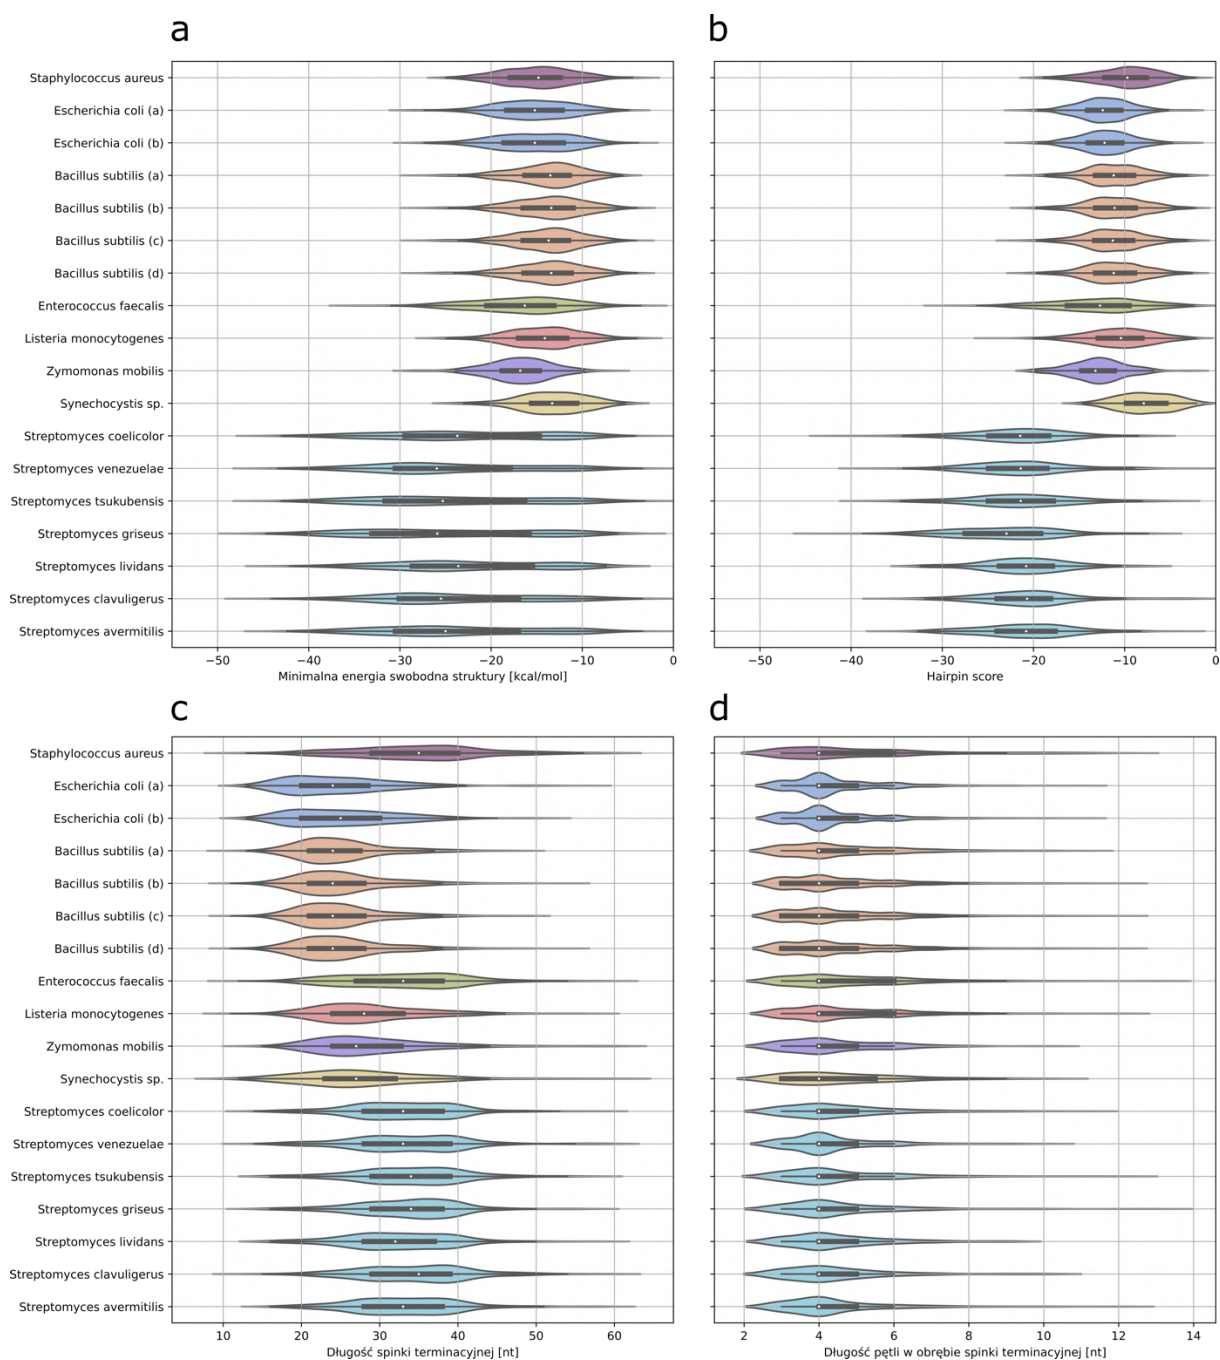 a
b
Staphylococcus aureus
Escherichia coli (a)
Escherichia coli (b)
Bacillus subtilis (a)
Bacillus subtilis (b)
Bacillus subtilis (c)
Bacillus subtilis (d)
Enterococcus faecalis
Listeria monocytogenes
Zymomonas mobilis
Synechocystis sp.
Streptomyces coelicolor
Streptomyces venezuelae
Streptomyces tsukubensis
Streptomyces griseus
Streptomyces lividans
Streptomyces clavuligerus
Streptomyces avermitilis
−50 −40 −30 −20 −10 0
Minimalna energia swobodna struktury [kcal/mol]
−50 −40 −30 −20 −10 0
Hairpin score
c
d
Staphylococcus aureus
Escherichia coli (a)
Escherichia coli (b)
Bacillus subtilis (a)
Bacillus subtilis (b)
Bacillus subtilis (c)
Bacillus subtilis (d)
Enterococcus faecalis
Listeria monocytogenes
Zymomonas mobilis
Synechocystis sp.
Streptomyces coelicolor
Streptomyces venezuelae
Streptomyces tsukubensis
Streptomyces griseus
Streptomyces lividans
Streptomyces clavuligerus
Streptomyces avermitilis
10 20 30 40 50 60
Długość spinki terminacyjnej [nt]
2 4 6 8 10 12 14
Długość pętli w obrębie spinki terminacyjnej [nt]